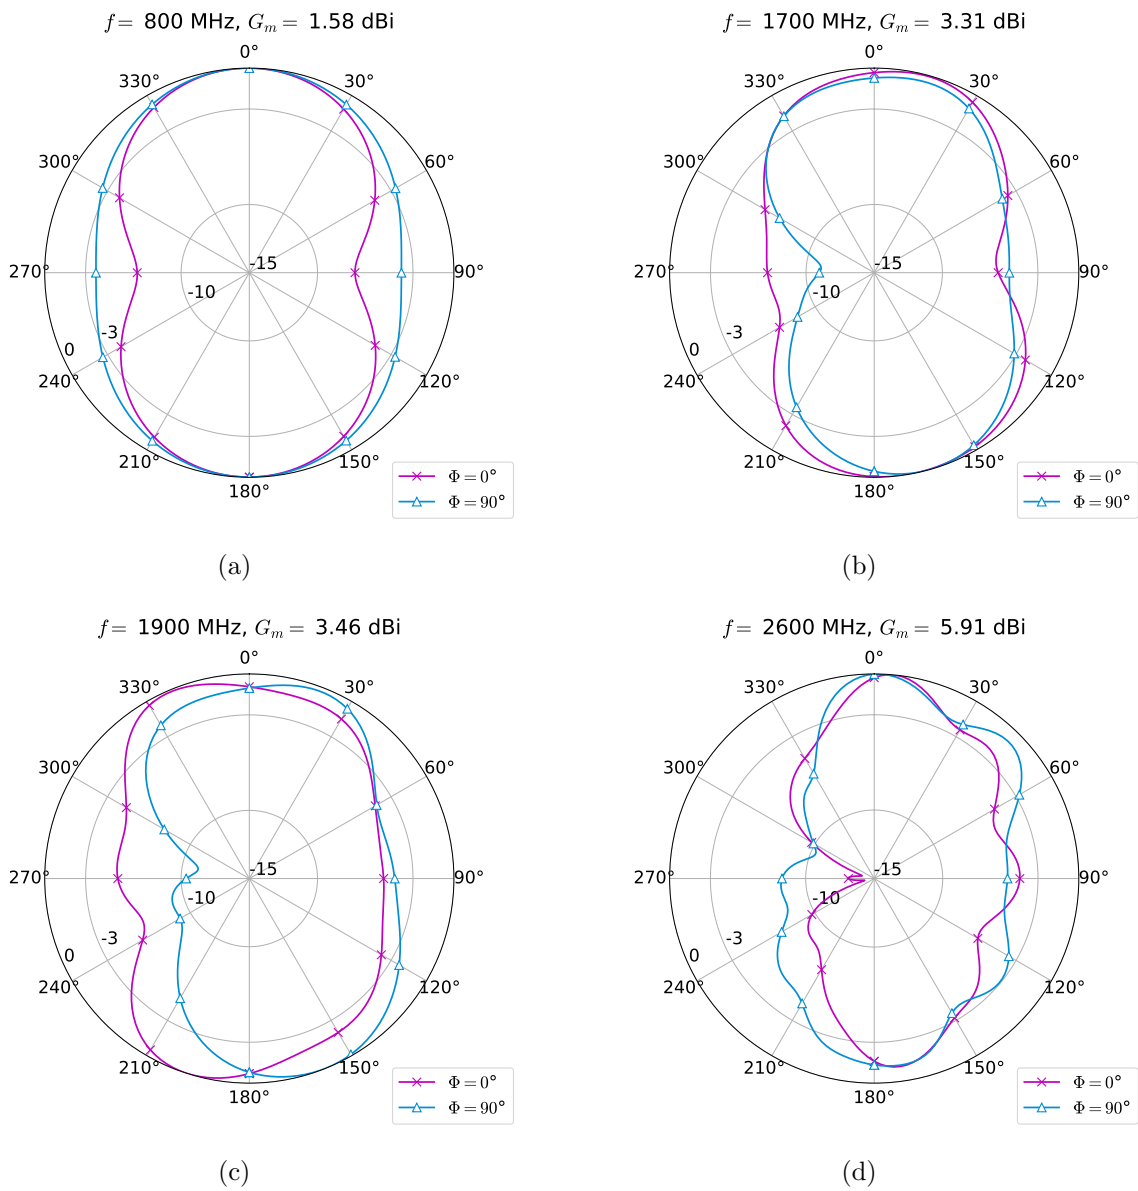 f = 800 MHz, Gm = 1.58 dBi
0°
330° 30°
300° 60°
270° -15 90°
-10
-3
0
240° 120°
210° 150°
180°
Φ = 0°
Φ = 90°
(a)
f = 1700 MHz, Gm = 3.31 dBi
0°
330° 30°
300° 60°
270° -15 90°
-10
-3
0
240° 120°
210° 150°
180°
Φ = 0°
Φ = 90°
(b)
f = 1900 MHz, Gm = 3.46 dBi
0°
330° 30°
300° 60°
270° -15 90°
-10
-3
0
240° 120°
210° 150°
180°
Φ = 0°
Φ = 90°
(c)
f = 2600 MHz, Gm = 5.91 dBi
0°
330° 30°
300° 60°
270° -15 90°
-10
-3
0
240° 120°
210° 150°
180°
Φ = 0°
Φ = 90°
(d)